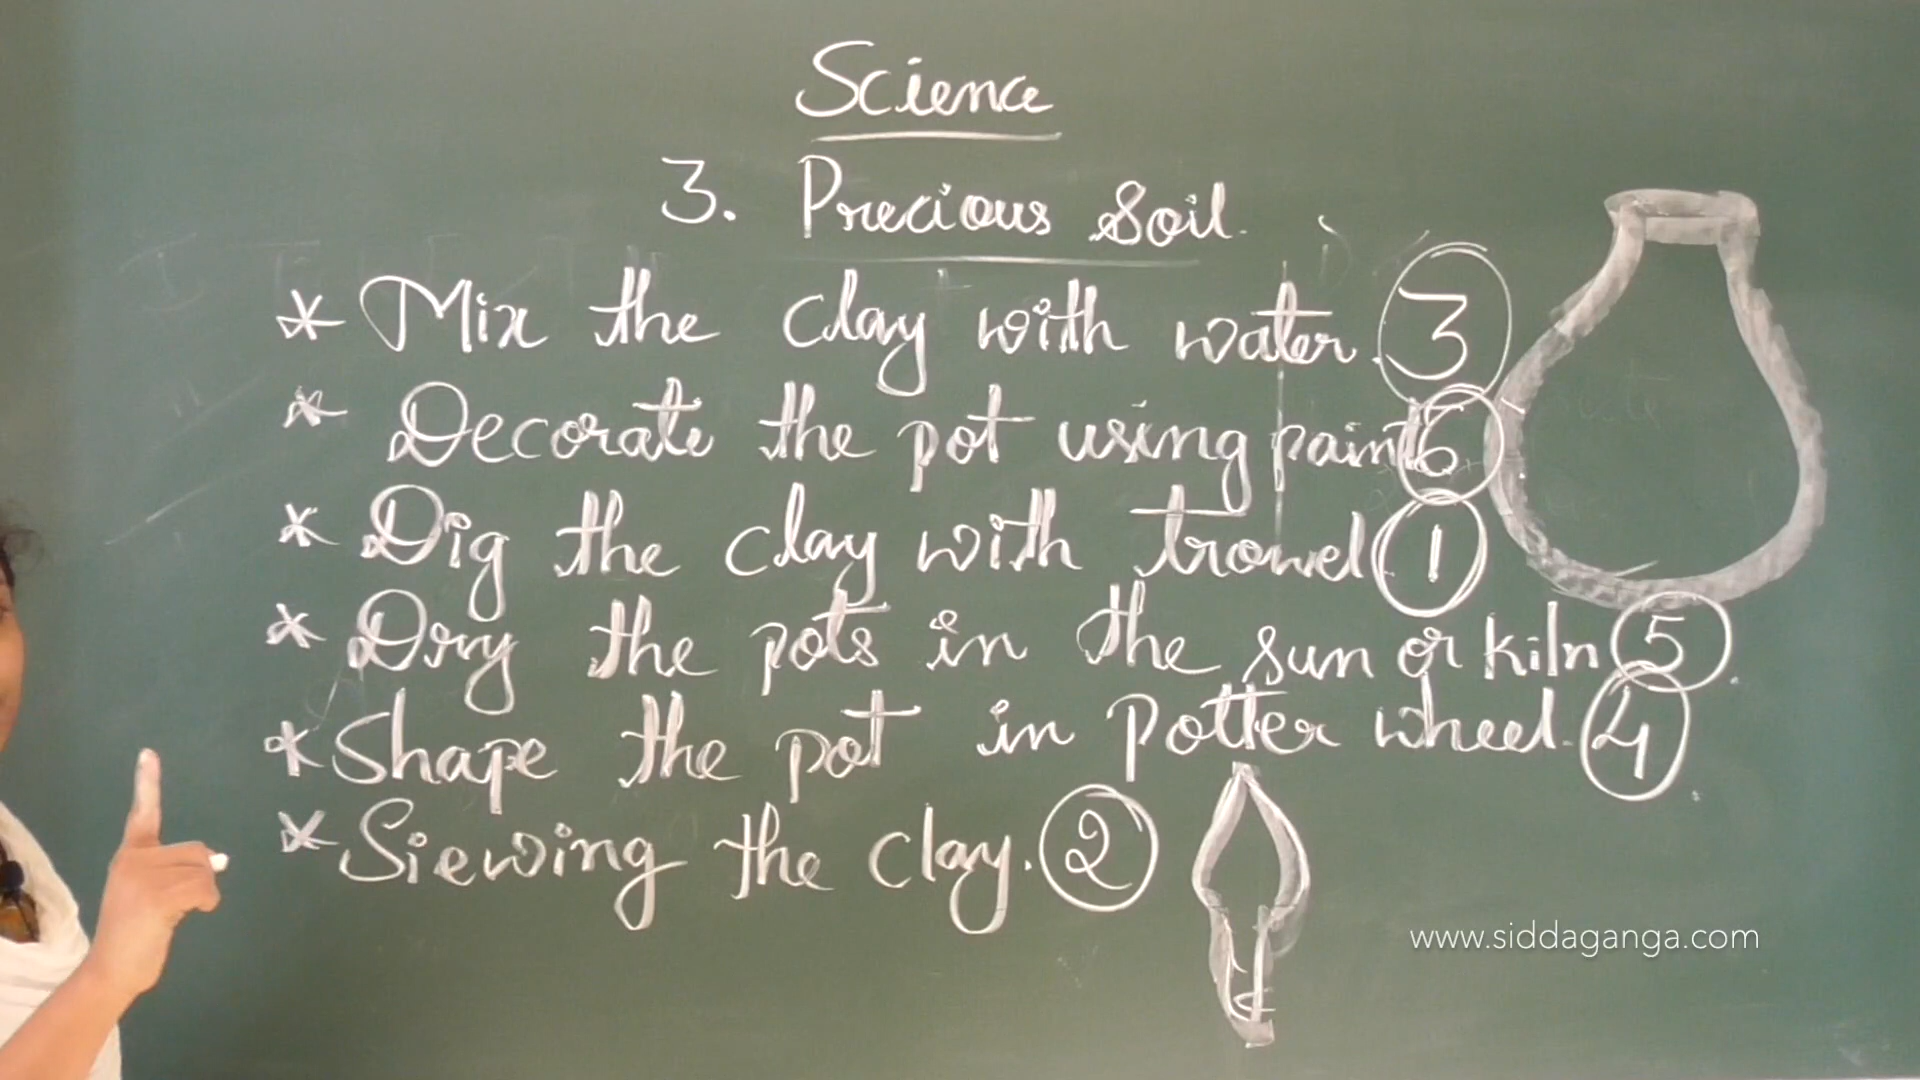 Science
3. Precious Soil.
* Mix the clay with water. 3
* Decorate the pot using paint 6
* Dig the clay with trowel 1
* Dry the pots in the sun or kiln 5
* Shape the pot in Potter wheel. 4
* Siewing the clay. 2
www.siddaganga.com